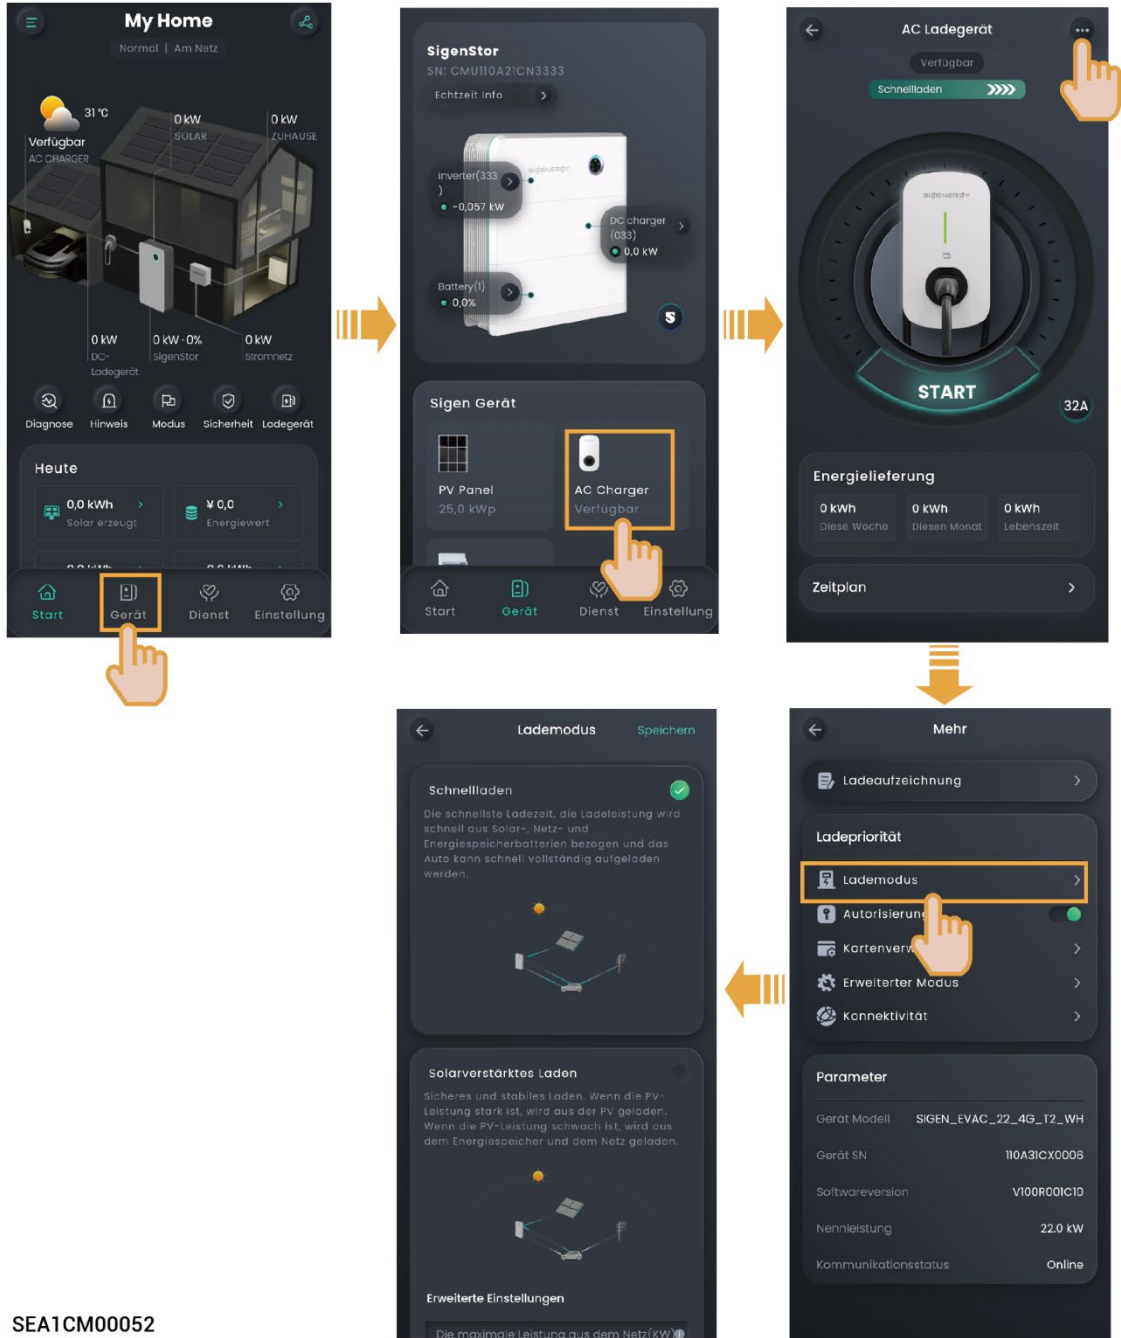 My Home
Normal | Am Netz
31 °C
Verfügbar
AC CHARGER
0 kW
SOLAR
0 kW
ZUHAUSE
0 kW
DC-
Ladegerät
0 kW · 0%
SigenStor
0 kW
Stromnetz
Diagnose
Hinweis
Modus
Sicherheit
Ladegerät
Heute
0,0 kWh
Solar erzeugt
¥ 0,0
Energiewert
Start
Gerät
Dienst
Einstellung
SigenStor
SN: CMU110A21CN3333
Echtzeit Info
SIGENERGY
Inverter(333
)
-0,057 kW
DC charger
(033)
0,0 kW
Battery(1)
0,0%
Sigen Gerät
PV Panel
25,0 kWp
AC Charger
Verfügbar
Start
Gerät
Dienst
Einstellung
AC Ladegerät
Verfügbar
Schnellladen
SIGENERGY
START
32A
Energielieferung
0 kWh
Diese Woche
0 kWh
Diesen Monat
0 kWh
Lebenszeit
Zeitplan
Mehr
Ladeaufzeichnung
Ladepriorität
Lademodus
Autorisierung
Kartenverw
Erweiterter Modus
Konnektivität
Parameter
Gerät Modell SIGEN_EVAC_22_4G_T2_WH
Gerät SN 110A31CX0006
Softwareversion V100R001C10
Nennleistung 22.0 kW
Kommunikationsstatus Online
Lademodus Speichern
Schnellladen
Die schnellste Ladezeit, die Ladeleistung wird
schnell aus Solar-, Netz- und
Energiespeicherbatterien bezogen und das
Auto kann schnell vollständig aufgeladen
werden.
Solarverstärktes Laden
Sicheres und stabiles Laden. Wenn die PV-
Leistung stark ist, wird aus der PV geladen.
Wenn die PV-Leistung schwach ist, wird aus
dem Energiespeicher und dem Netz geladen.
Erweiterte Einstellungen
Die maximale Leistung aus dem Netz(kW)
SEA1CM00052